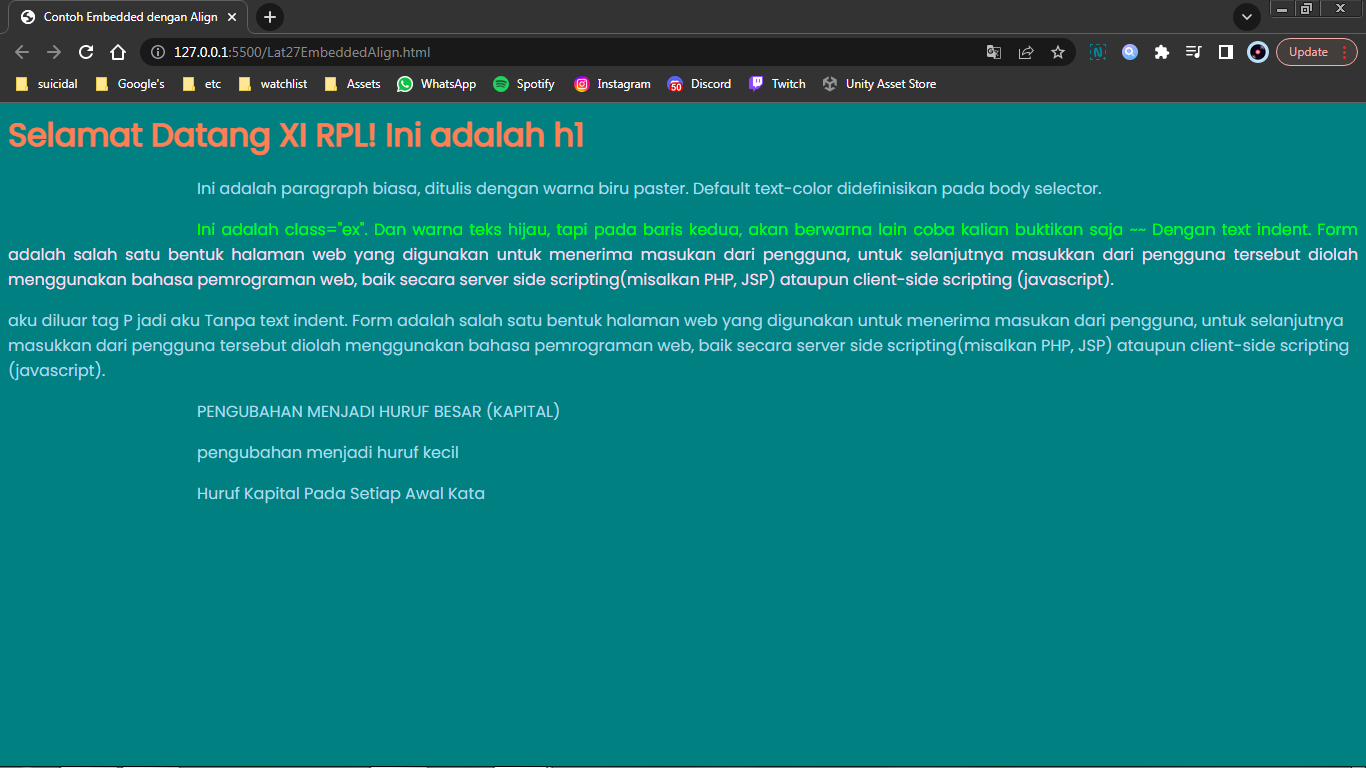 Contoh Embedded dengan Align
127.0.0.1:5500/Lat27EmbeddedAlign.html
Update
suicidal Google's etc watchlist Assets WhatsApp Spotify Instagram 50 Discord Twitch Unity Asset Store
Selamat Datang XI RPL! Ini adalah h1
Ini adalah paragraph biasa, ditulis dengan warna biru paster. Default text-color didefinisikan pada body selector.
Ini adalah class="ex". Dan warna teks hijau, tapi pada baris kedua, akan berwarna lain coba kalian buktikan saja ~~ Dengan text indent. Form
adalah salah satu bentuk halaman web yang digunakan untuk menerima masukan dari pengguna, untuk selanjutnya masukkan dari pengguna tersebut diolah
menggunakan bahasa pemrograman web, baik secara server side scripting(misalkan PHP, JSP) ataupun client-side scripting (javascript).
aku diluar tag P jadi aku Tanpa text indent. Form adalah salah satu bentuk halaman web yang digunakan untuk menerima masukan dari pengguna, untuk selanjutnya
masukkan dari pengguna tersebut diolah menggunakan bahasa pemrograman web, baik secara server side scripting(misalkan PHP, JSP) ataupun client-side scripting
(javascript).
PENGUBAHAN MENJADI HURUF BESAR (KAPITAL)
pengubahan menjadi huruf kecil
Huruf Kapital Pada Setiap Awal Kata